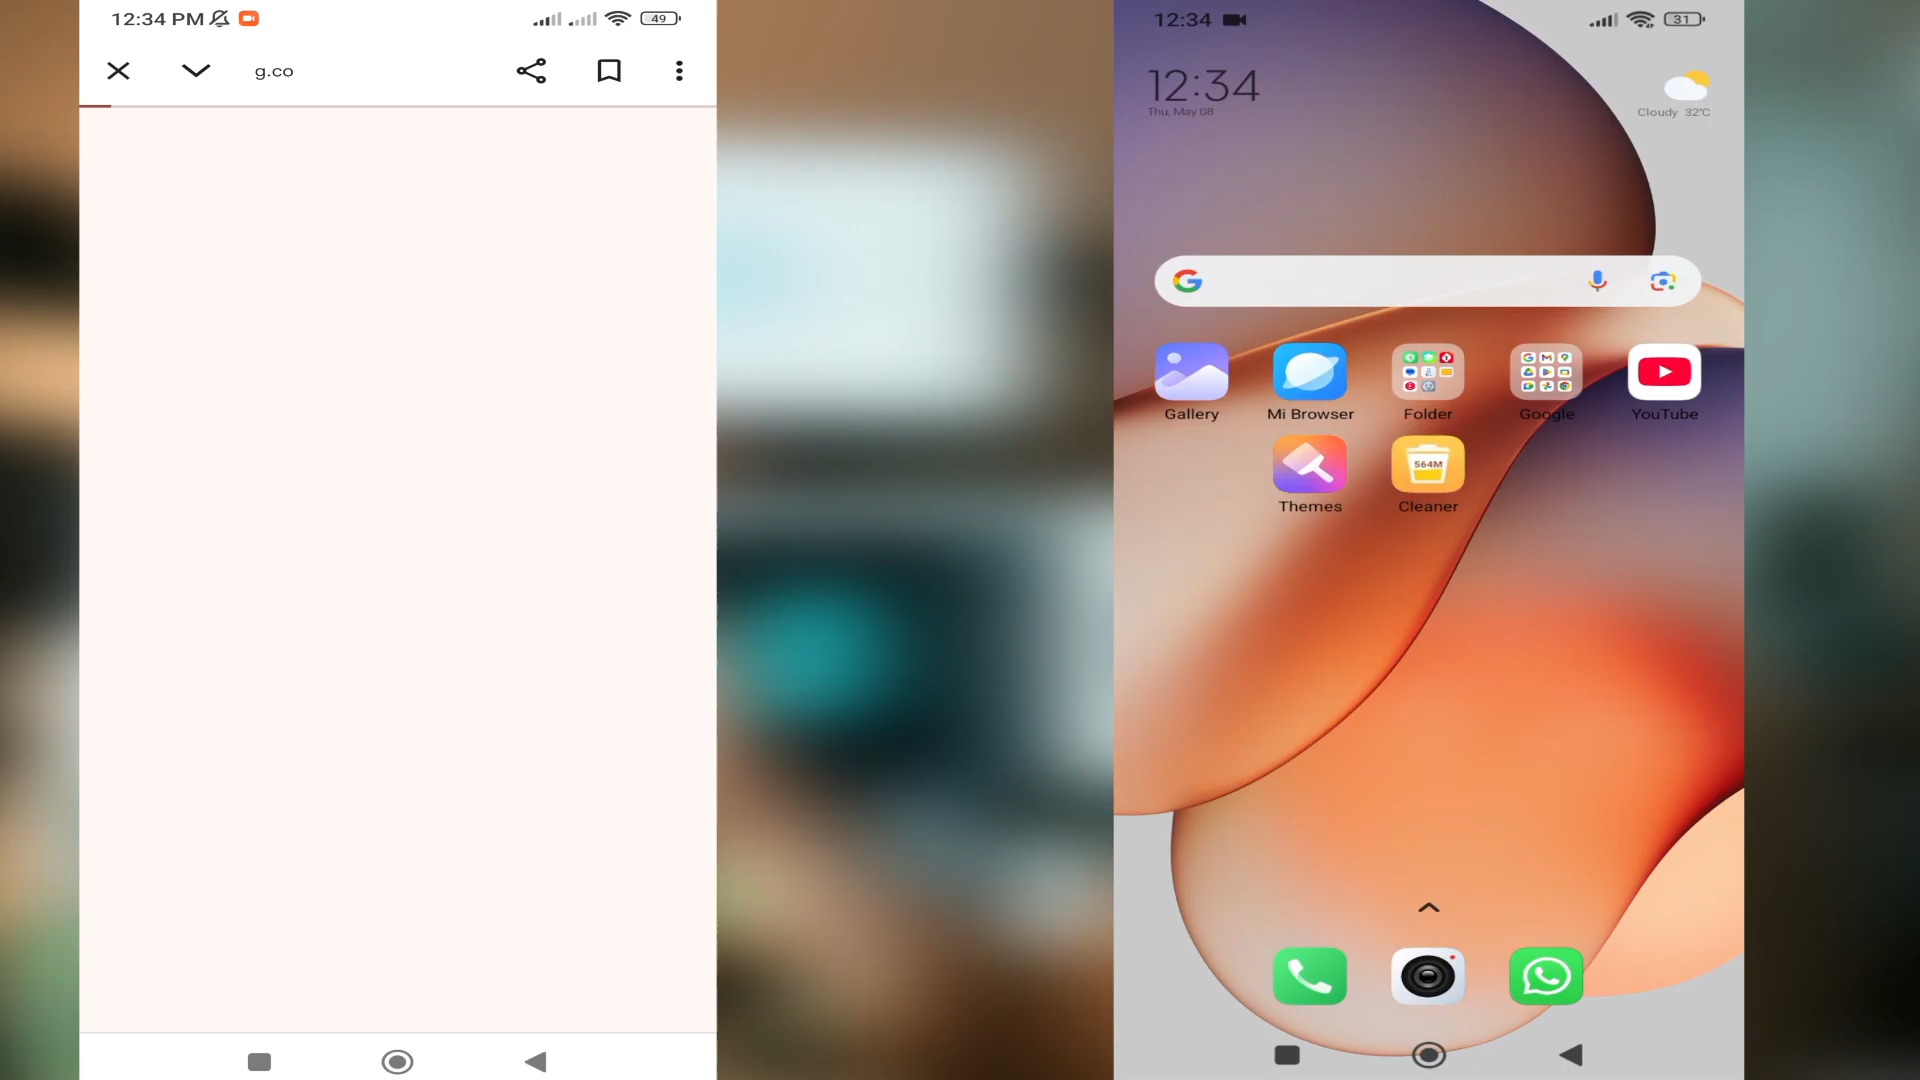 12:34 PM
49
g.co
12:34
31
12:34
Thu, May 08
Cloudy 32°C
Gallery
Mi Browser
Folder
Google
YouTube
564M
Themes
Cleaner